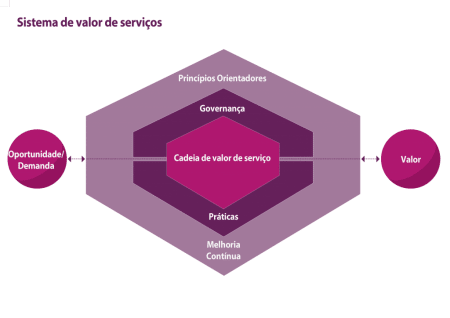 Sistema de valor de serviços
Princípios Orientadores
Governança
Oportunidade/
Demanda
Cadeia de valor de serviço
Valor
Práticas
Melhoria
Contínua